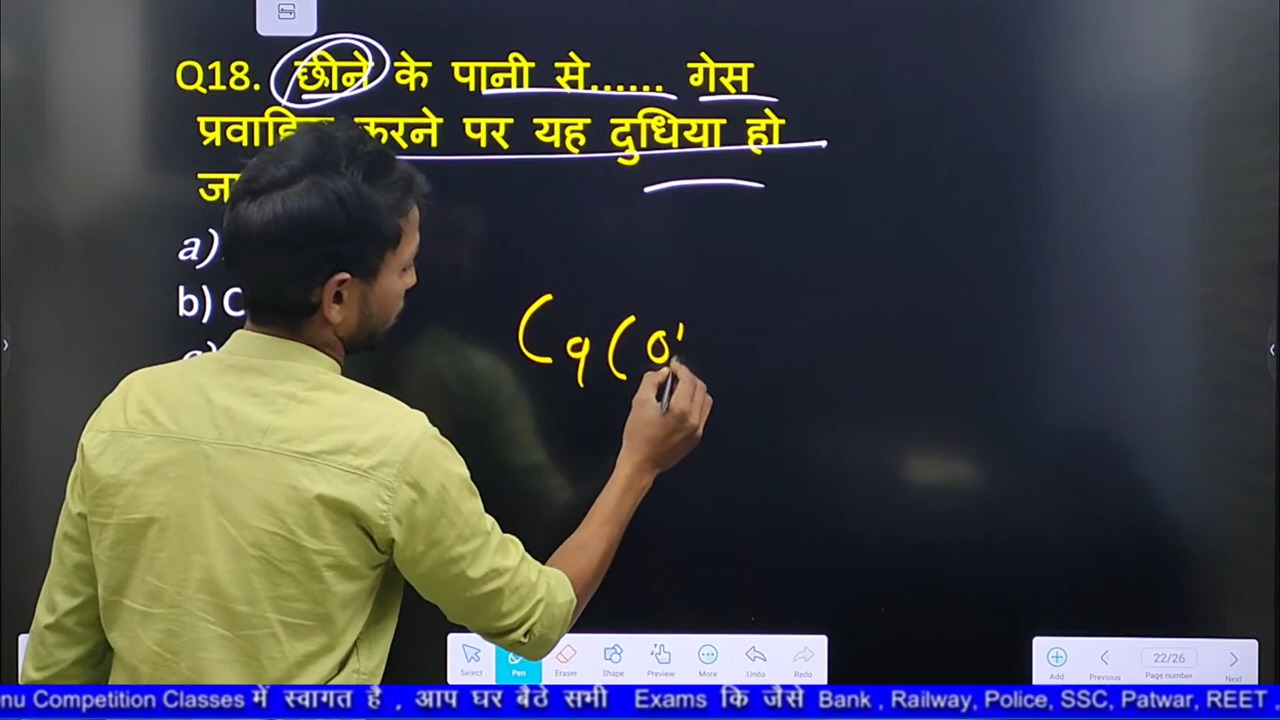 Q18. छीने के पानी से...... गेस
करने पर यह दुधिया हो
a)
b) C
Ca(O
Select Pen Eraser Shape Preview More Undo Redo
Add Previous 22/26 Page number Next
nu Competition Classes में स्वागत है , आप घर बैठे सभी Exams कि जैसे Bank , Railway, Police, SSC, Patwar, REET ,